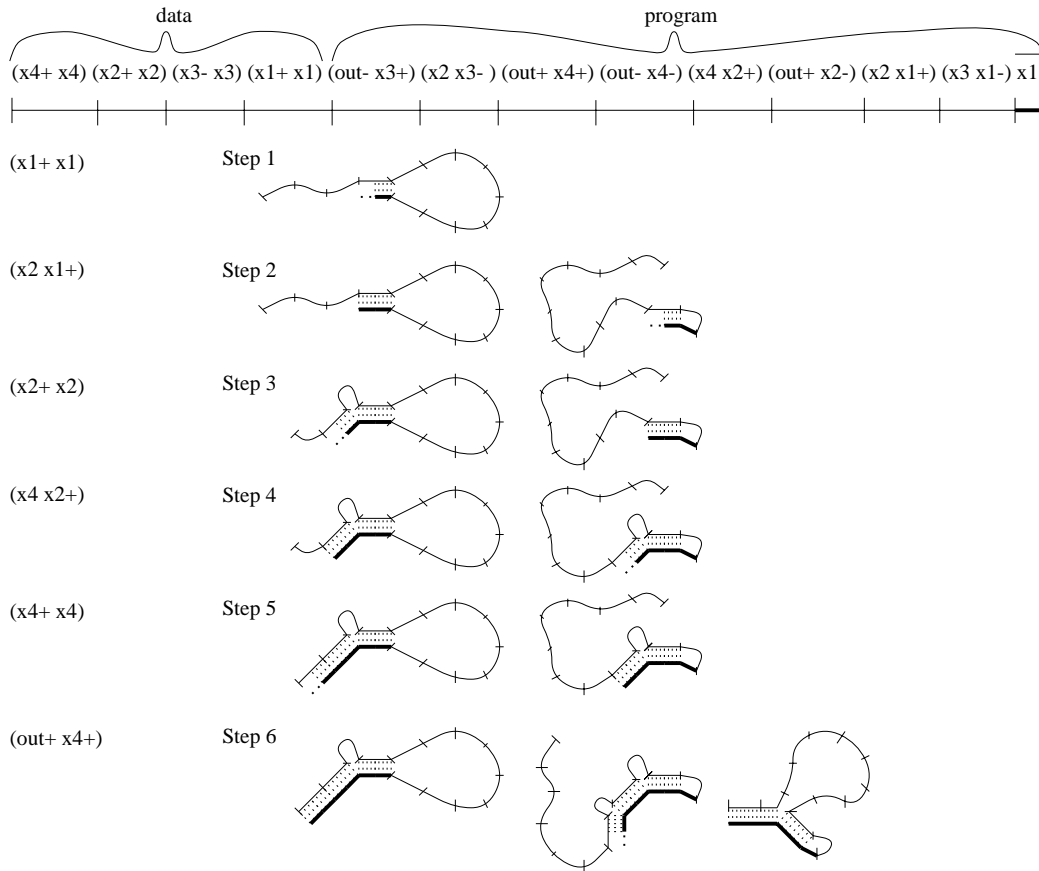 data program
(x4+ x4) (x2+ x2) (x3- x3) (x1+ x1) (out- x3+) (x2 x3- ) (out+ x4+) (out- x4-) (x4 x2+) (out+ x2-) (x2 x1+) (x3 x1-) x1
(x1+ x1) Step 1
(x2 x1+) Step 2
(x2+ x2) Step 3
(x4 x2+) Step 4
(x4+ x4) Step 5
(out+ x4+) Step 6